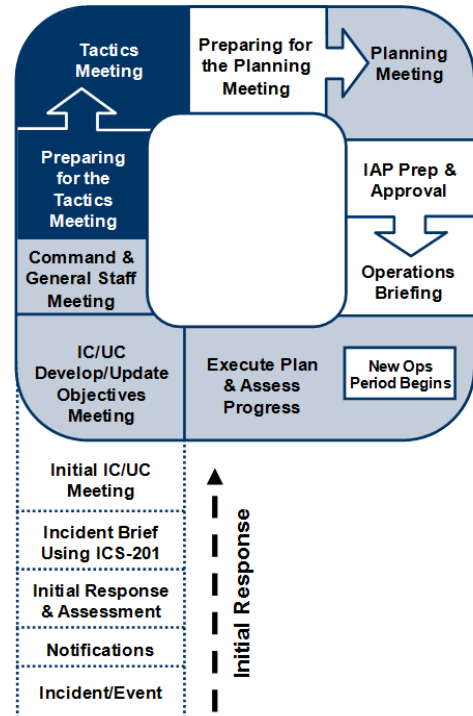 Tactics
Meeting
Preparing for
the Planning
Meeting
Planning
Meeting
Preparing
for the
Tactics
Meeting
IAP Prep &
Approval
Command &
General Staff
Meeting
Operations
Briefing
IC/UC
Develop/Update
Objectives
Meeting
Execute Plan
& Assess
Progress
New Ops
Period Begins
Initial IC/UC
Meeting
Incident Brief
Using ICS-201
Initial Response
& Assessment
Notifications
Incident/Event
Initial Response